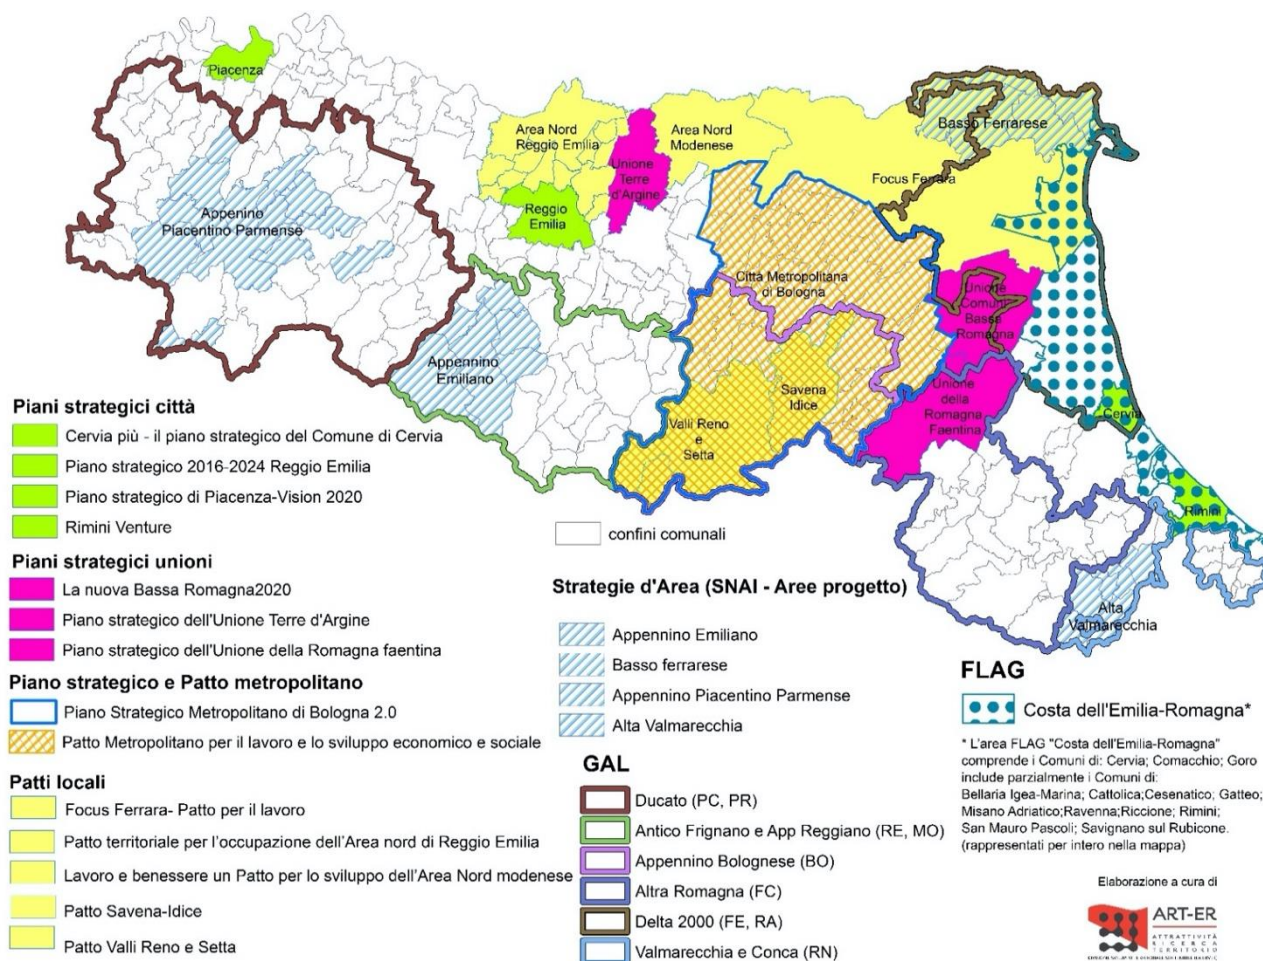 Piacenza
Appenino
Piacentino Parmense
Area Nord
Reggio Emilia
Unione
Terre
d'Argine
Area Nord
Modenese
Reggio
Emilia
Basso Ferrarese
Focus Ferrara
Appennino
Emiliano
Città Metropolitana
di Bologna
Unione
Comuni
Bassa
Romagna
Savena
Idice
Valli Reno
e
Setta
Unione
della
Romagna
Faentina
Cervia
Rimini
Alta
Valmarecchia
Piani strategici città
Cervia più - il piano strategico del Comune di Cervia
Piano strategico 2016-2024 Reggio Emilia
Piano strategico di Piacenza-Vision 2020
Rimini Venture
Piani strategici unioni
La nuova Bassa Romagna2020
Piano strategico dell'Unione Terre d'Argine
Piano strategico dell'Unione della Romagna faentina
Piano strategico e Patto metropolitano
Piano Strategico Metropolitano di Bologna 2.0
Patto Metropolitano per il lavoro e lo sviluppo economico e sociale
Patti locali
Focus Ferrara- Patto per il lavoro
Patto territoriale per l'occupazione dell'Area nord di Reggio Emilia
Lavoro e benessere un Patto per lo sviluppo dell'Area Nord modenese
Patto Savena-Idice
Patto Valli Reno e Setta
confini comunali
Strategie d'Area (SNAI - Aree progetto)
Appennino Emiliano
Basso ferrarese
Appennino Piacentino Parmense
Alta Valmarecchia
GAL
Ducato (PC, PR)
Antico Frignano e App Reggiano (RE, MO)
Appennino Bolognese (BO)
Altra Romagna (FC)
Delta 2000 (FE, RA)
Valmarecchia e Conca (RN)
FLAG
Costa dell'Emilia-Romagna*
* L'area FLAG "Costa dell'Emilia-Romagna"
comprende i Comuni di: Cervia; Comacchio; Goro
include parzialmente i Comuni di:
Bellaria Igea-Marina; Cattolica;Cesenatico; Gatteo;
Misano Adriatico;Ravenna;Riccione; Rimini;
San Mauro Pascoli; Savignano sul Rubicone.
(rappresentati per intero nella mappa)
Elaborazione a cura di
ART-ER
ATTRATTIVITÀ
RICERCA
TERRITORIO